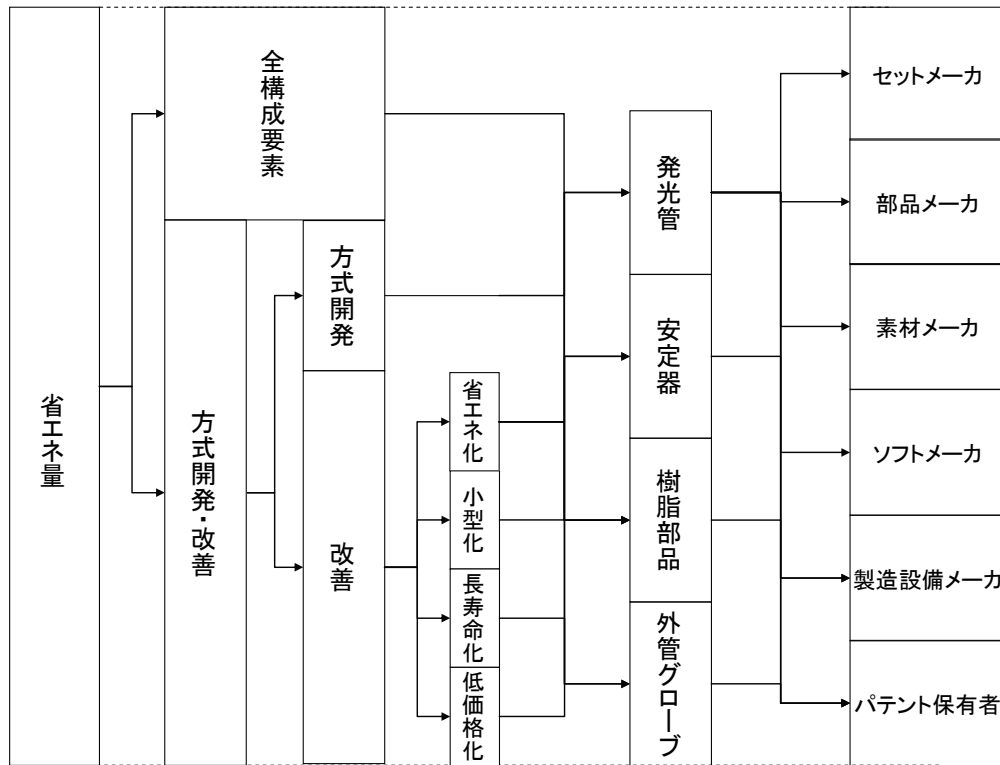 省エネ量
全構成要素
方式開発・改善
方式開発
改善
省エネ化
小型化
長寿命化
低価格化
発光管
安定器
樹脂部品
外管グローブ
セットメーカ
部品メーカ
素材メーカ
ソフトメーカ
製造設備メーカ
パテント保有者